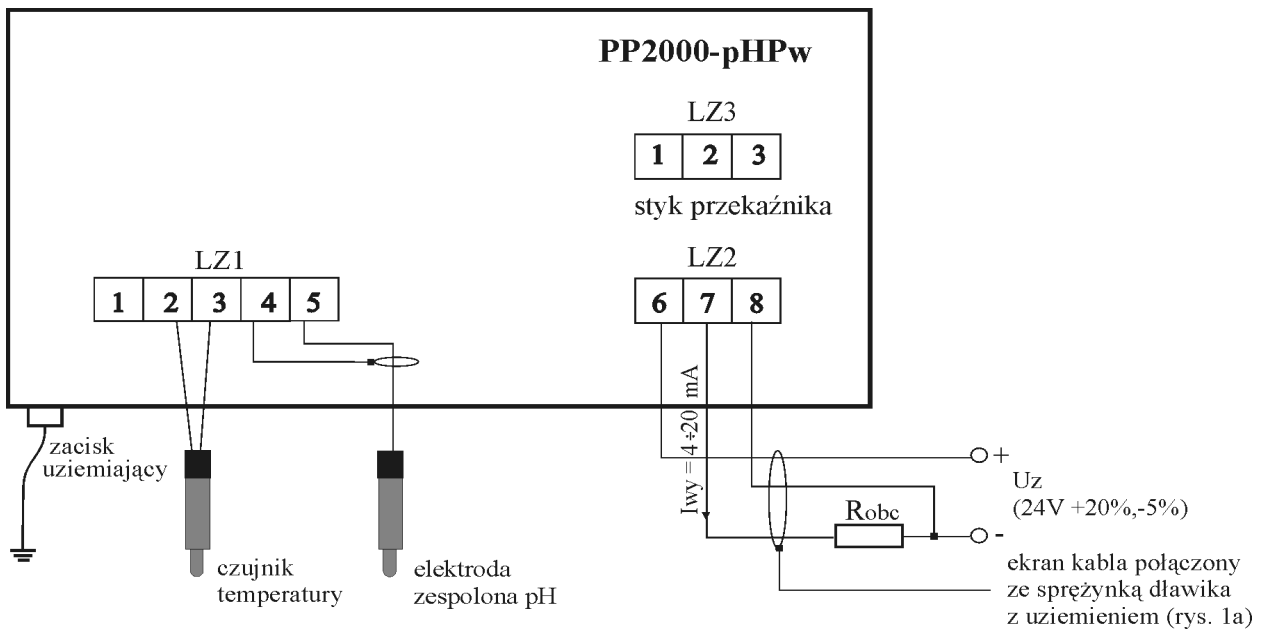 PP2000-pHPw
LZ3
1 2 3
styk przekaźnika
LZ1
1 2 3 4 5
LZ2
6 7 8
Iwy = 4÷20 mA
zacisk
uziemiający
czujnik
temperatury
elektroda
zespolona pH
+
Uz
(24V +20%,-5%)
Robc
-
ekran kabla połączony
ze sprężynką dławika
z uziemieniem (rys. 1a)